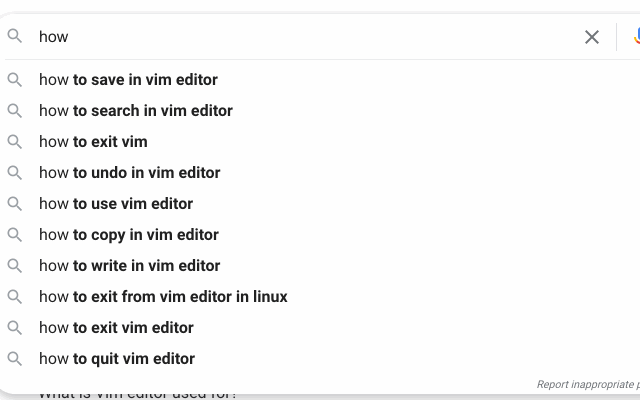 how
how to save in vim editor
how to search in vim editor
how to exit vim
how to undo in vim editor
how to use vim editor
how to copy in vim editor
how to write in vim editor
how to exit from vim editor in linux
how to exit vim editor
how to quit vim editor
Report inappropriate p
What is Vim editor used for?